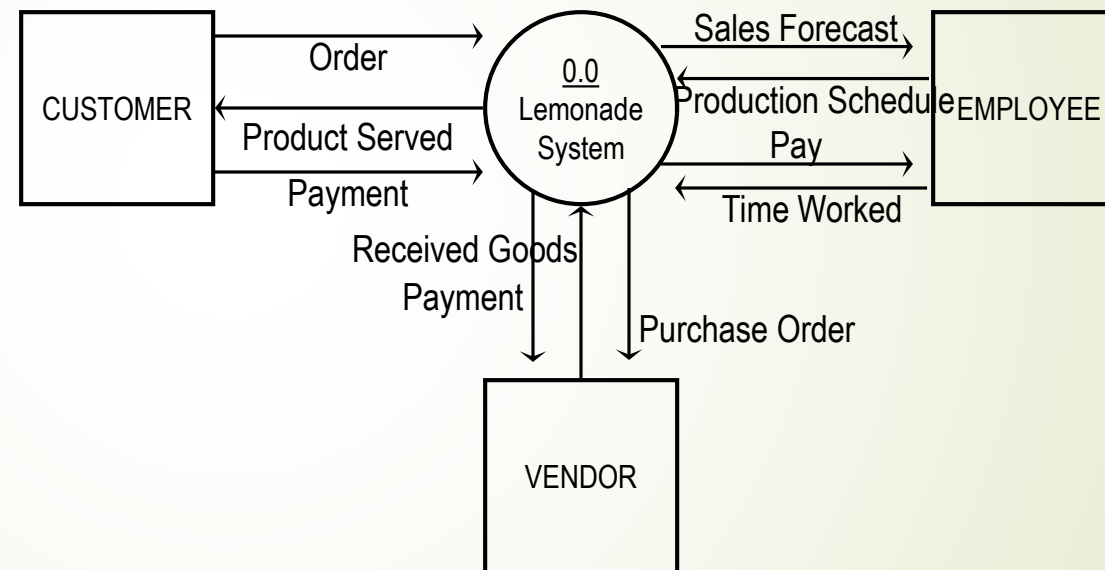 CUSTOMER
Order
Product Served
Payment
0.0
Lemonade
System
Sales Forecast
Production Schedule
Pay
Time Worked
EMPLOYEE
Received Goods
Payment
Purchase Order
VENDOR